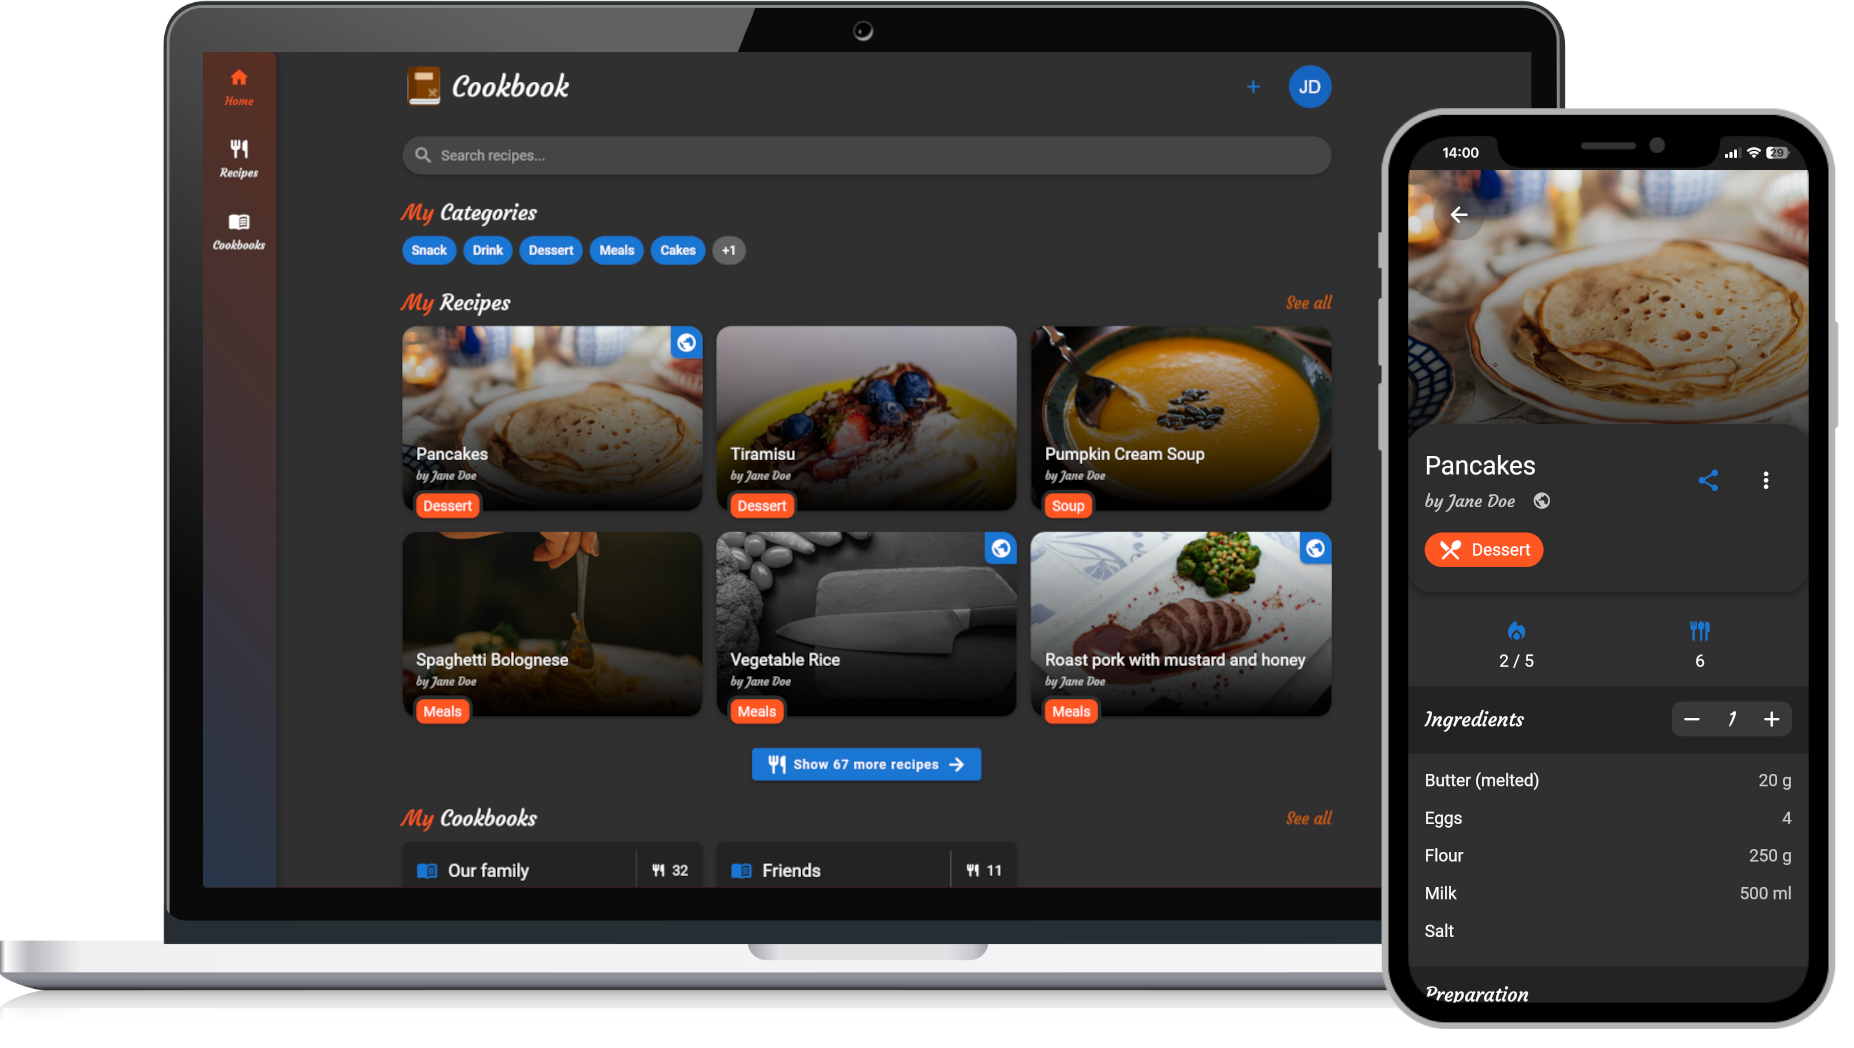 Home
Recipes
Cookbooks
Cookbook
JD
Search recipes...
My Categories
Snack Drink Dessert Meals Cakes +1
My Recipes See all
Pancakes
by Jane Doe
Dessert
Tiramisu
by Jane Doe
Dessert
Pumpkin Cream Soup
by Jane Doe
Soup
Spaghetti Bolognese
by Jane Doe
Meals
Vegetable Rice
by Jane Doe
Meals
Roast pork with mustard and honey
by Jane Doe
Meals
Show 67 more recipes
My Cookbooks See all
Our family 32
Friends 11
14:00 29
Pancakes
by Jane Doe
Dessert
2 / 5 6
Ingredients − 1 +
Butter (melted) 20 g
Eggs 4
Flour 250 g
Milk 500 ml
Salt
Preparation